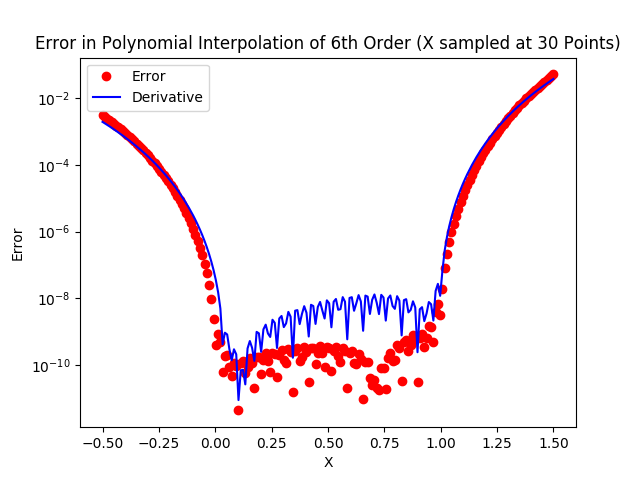 Error in Polynomial Interpolation of 6th Order (X sampled at 30 Points)
Error
Derivative
10⁻²
10⁻⁴
10⁻⁶
10⁻⁸
10⁻¹⁰
Error
−0.50 −0.25 0.00 0.25 0.50 0.75 1.00 1.25 1.50
X